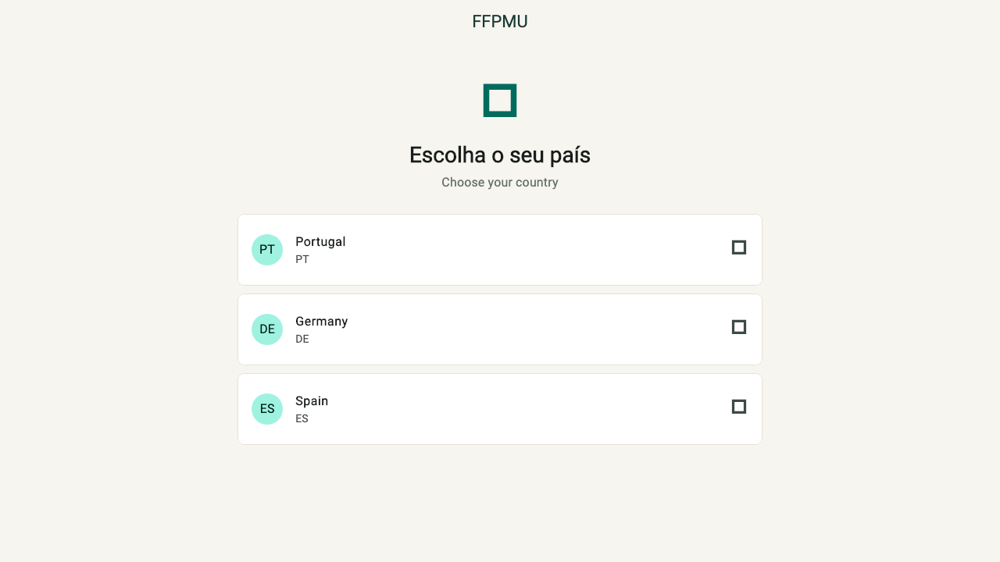 FFPMU
Escolha o seu país
Choose your country
PT
Portugal
PT
DE
Germany
DE
ES
Spain
ES